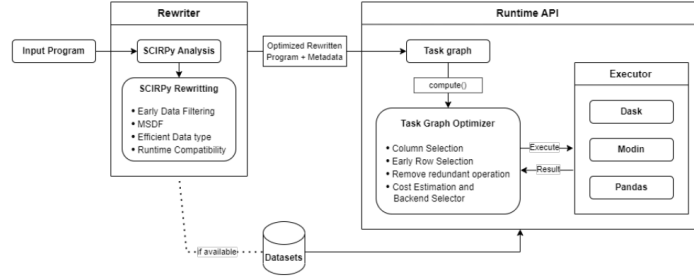 Rewriter
Runtime API
Input Program
SCIRPy Analysis
Optimized Rewritten
Program + Metadata
Task graph
compute()
Executor
SCIRPy Rewritting
• Early Data Filtering
• MSDF
• Efficient Data type
• Runtime Compatibility
Task Graph Optimizer
• Column Selection
• Early Row Selection
• Remove redundant operation
• Cost Estimation and
Backend Selector
Execute
Result
Dask
Modin
Pandas
if available
Datasets